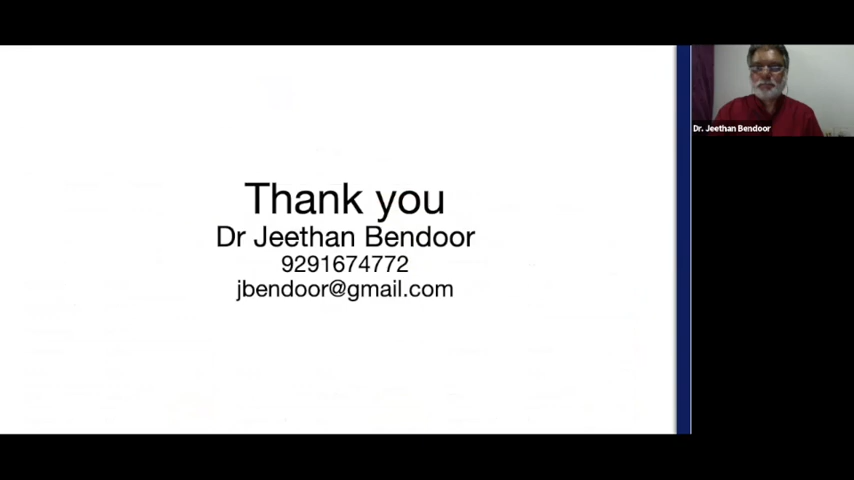 Thank you
Dr Jeethan Bendoor
9291674772
jbendoor@gmail.com
Dr. Jeethan Bendoor